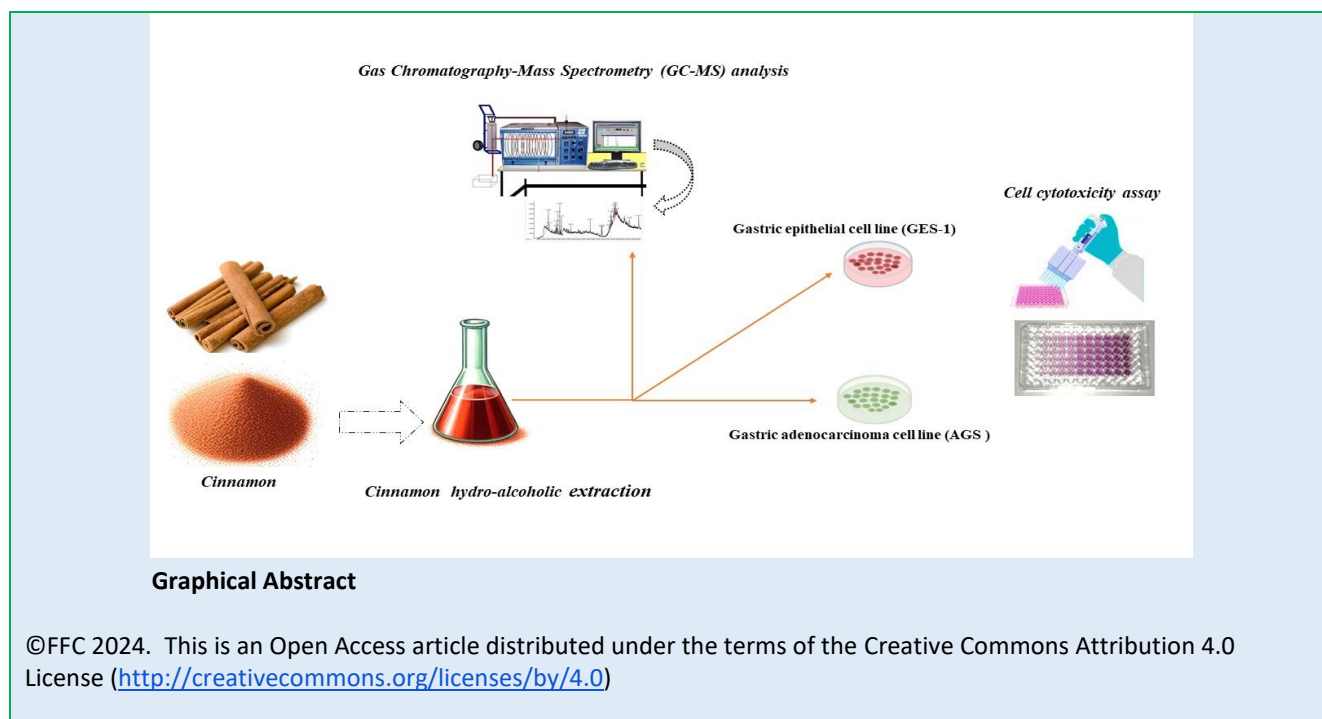 Gas Chromatography-Mass Spectrometry (GC-MS) analysis
Cell cytotoxicity assay
Gastric epithelial cell line (GES-1)
Gastric adenocarcinoma cell line (AGS )
Cinnamon
Cinnamon hydro-alcoholic extraction
Graphical Abstract
©FFC 2024. This is an Open Access article distributed under the terms of the Creative Commons Attribution 4.0
License (http://creativecommons.org/licenses/by/4.0)